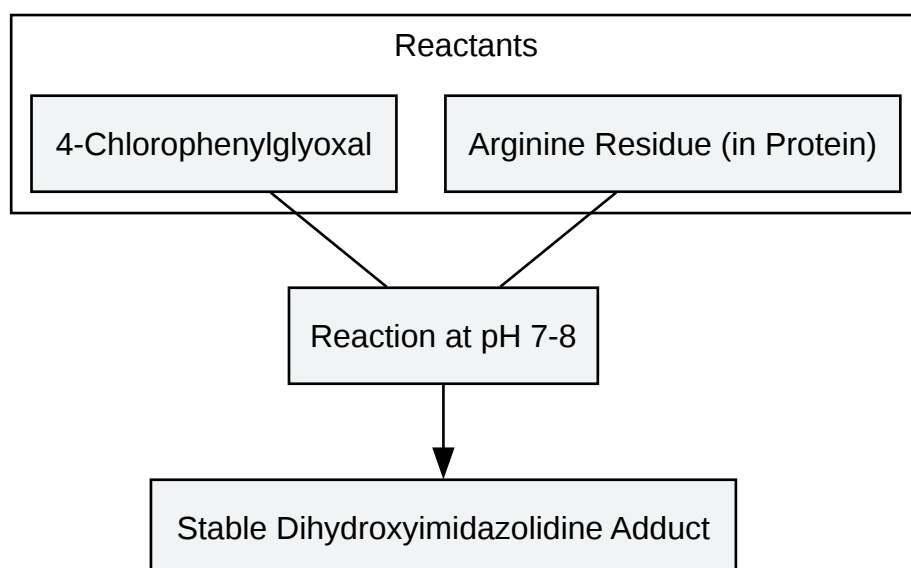 Reactants
4-Chlorophenylglyoxal
Arginine Residue (in Protein)
Reaction at pH 7-8
Stable Dihydroxyimidazolidine Adduct